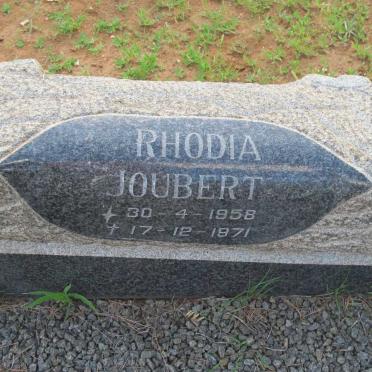 RHODIA
JOUBERT
✶ 30-4-1958
✝ 17-12-1971